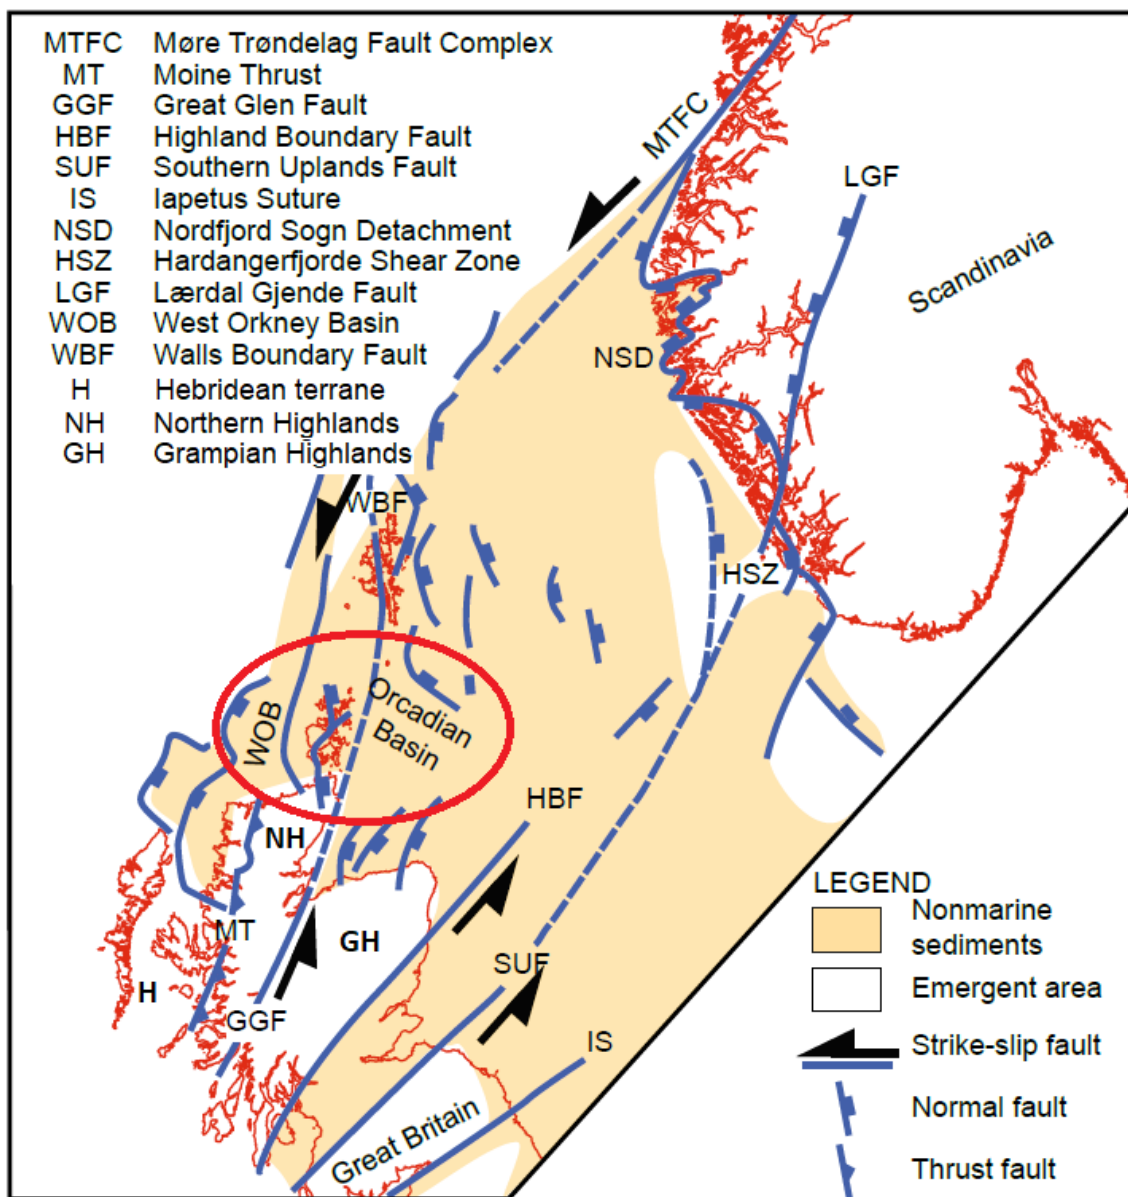 MTFC Møre Trøndelag Fault Complex
MT Moine Thrust
GGF Great Glen Fault
HBF Highland Boundary Fault
SUF Southern Uplands Fault
IS Iapetus Suture
NSD Nordfjord Sogn Detachment
HSZ Hardangerfjorde Shear Zone
LGF Lærdal Gjende Fault
WOB West Orkney Basin
WBF Walls Boundary Fault
H Hebridean terrane
NH Northern Highlands
GH Grampian Highlands
MTFC
LGF
Scandinavia
NSD
WBF
HSZ
WOB
Orcadian
Basin
HBF
NH
MT
GH
H
SUF
GGF
IS
Great Britain
LEGEND
Nonmarine
sediments
Emergent area
Strike-slip fault
Normal fault
Thrust fault